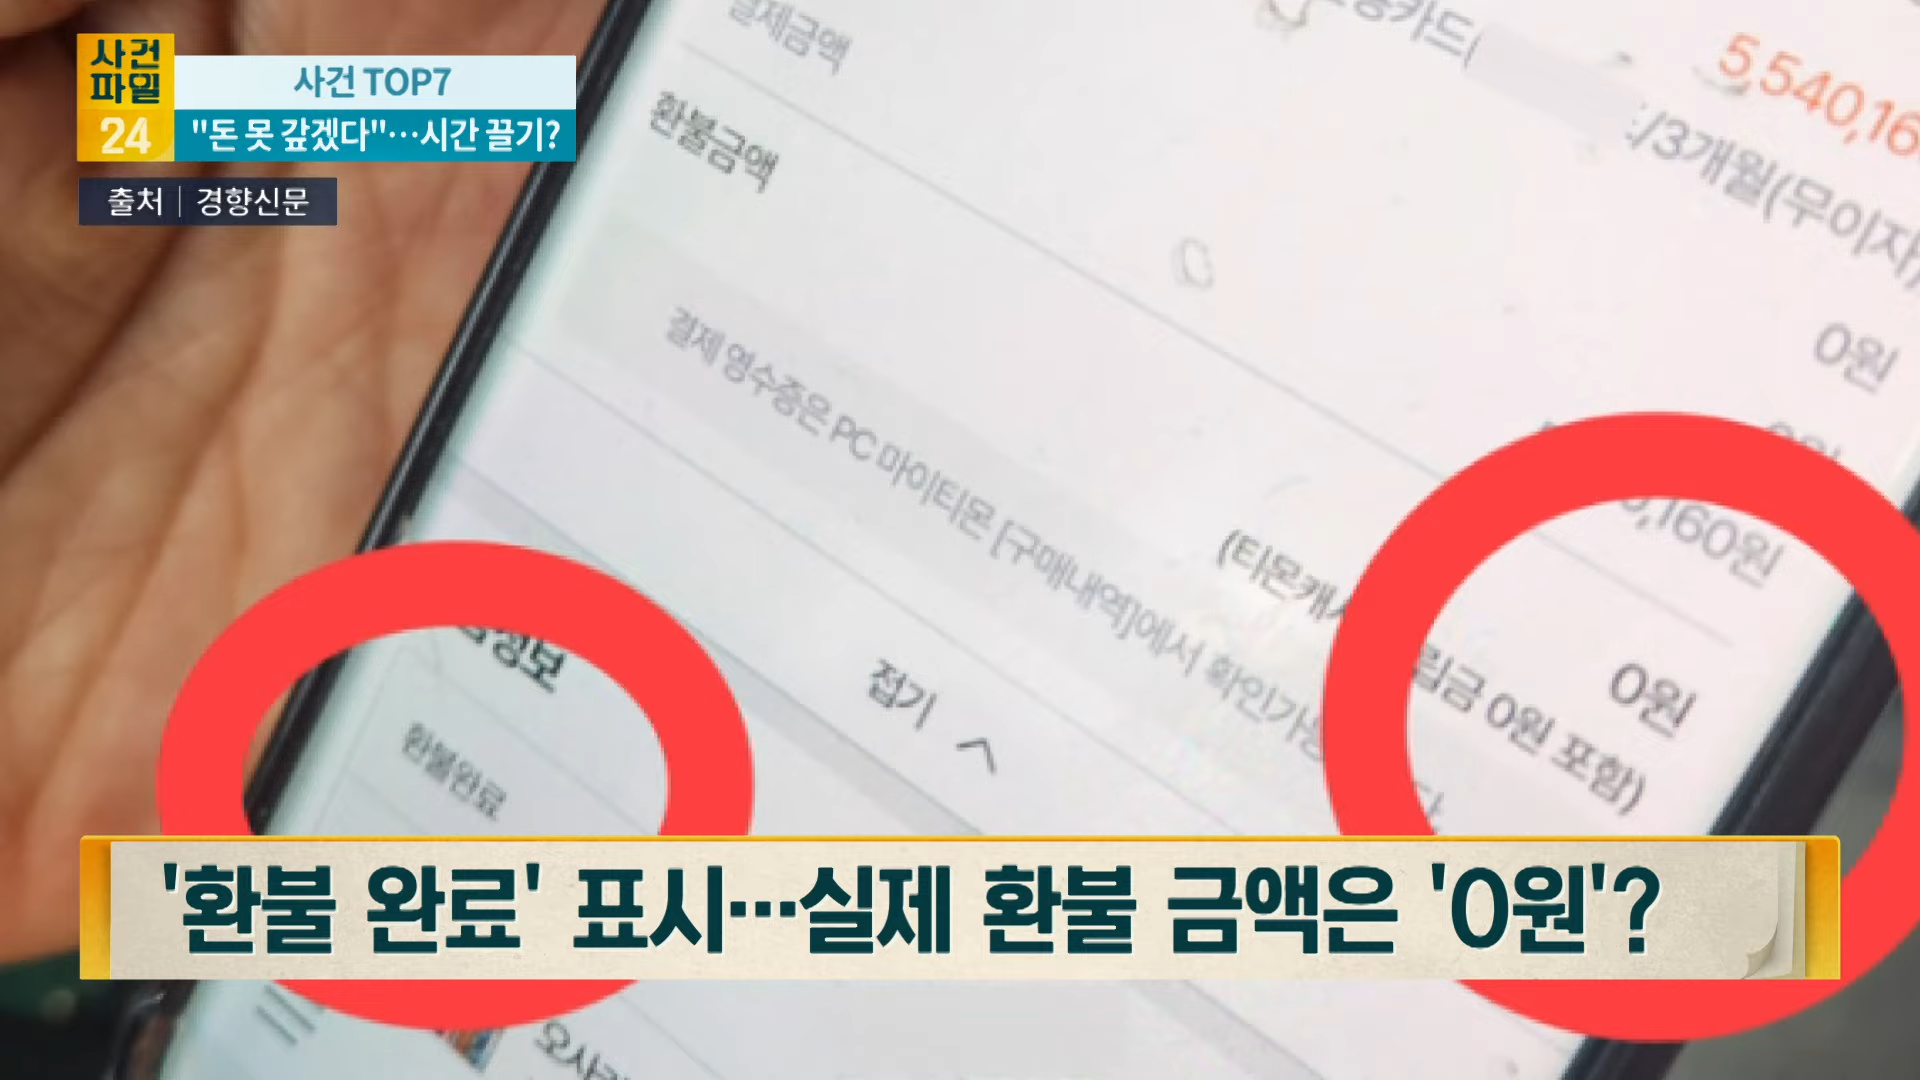 사건
파일
24
사건 TOP7
"돈 못 갚겠다"…시간 끌기?
출처 | 경향신문
결제금액
5,540,16
/3개월(무이자)
환불금액
0원
결제 영수증은 PC 마이티몬 [구매내역]에서 확인가능
,160원
0원
(티몬캐시
립금 0원 포함)
접기
정보
환불완료
'환불 완료' 표시…실제 환불 금액은 '0원'?